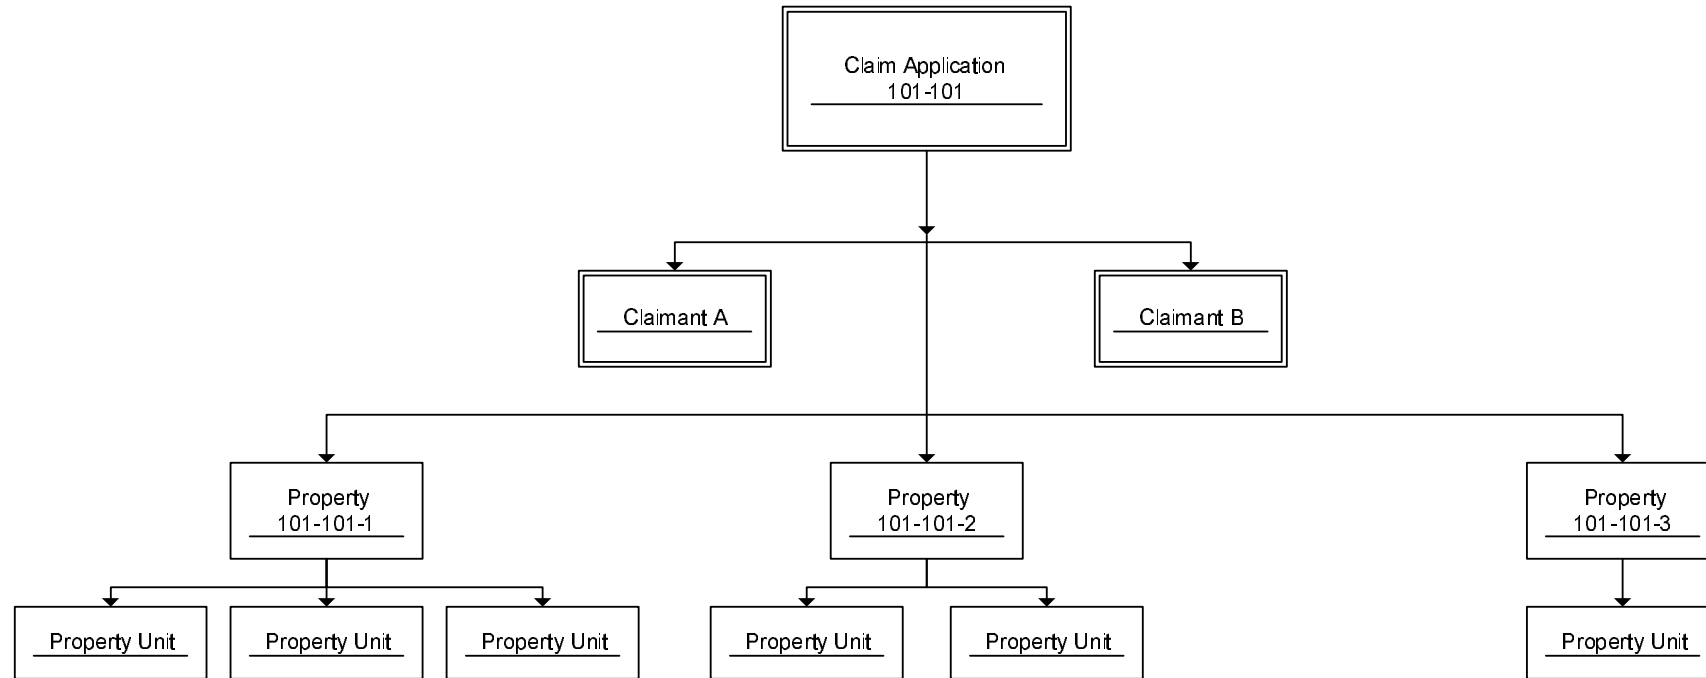 Claim Application
101-101
Claimant A
Claimant B
Property
101-101-1
Property
101-101-2
Property
101-101-3
Property Unit
Property Unit
Property Unit
Property Unit
Property Unit
Property Unit